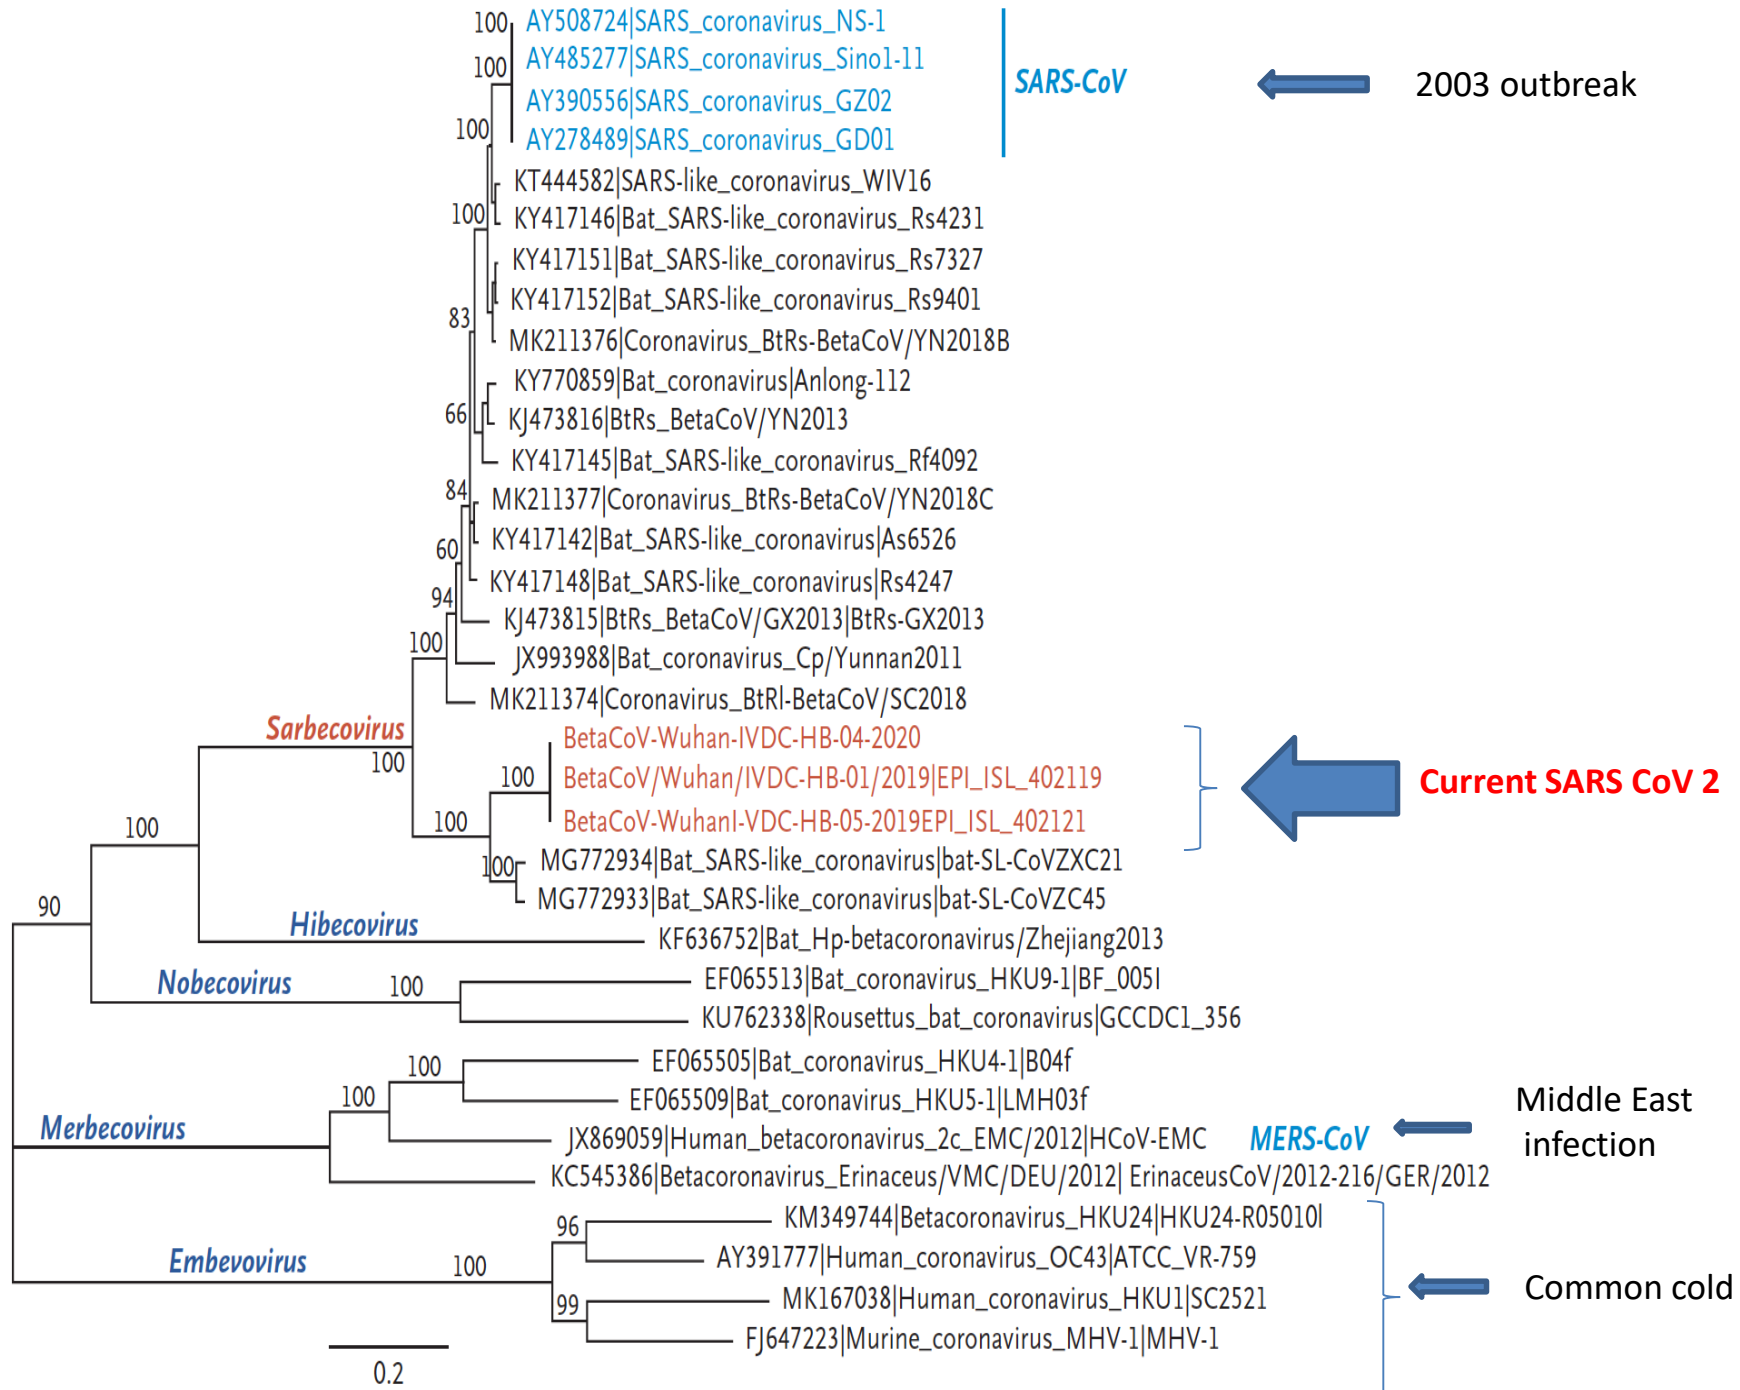 100 AY508724|SARS_coronavirus_NS-1
100 AY485277|SARS_coronavirus_Sino1-11
SARS-CoV
2003 outbreak
AY390556|SARS_coronavirus_GZ02
100
AY278489|SARS_coronavirus_GD01
KT444582|SARS-like_coronavirus_WIV16
100
KY417146|Bat_SARS-like_coronavirus_Rs4231
KY417151|Bat_SARS-like_coronavirus_Rs7327
KY417152|Bat_SARS-like_coronavirus_Rs9401
83
MK211376|Coronavirus_BtRs-BetaCoV/YN2018B
KY770859|Bat_coronavirus|Anlong-112
66
KJ473816|BtRs_BetaCoV/YN2013
KY417145|Bat_SARS-like_coronavirus_Rf4092
84
MK211377|Coronavirus_BtRs-BetaCoV/YN2018C
KY417142|Bat_SARS-like_coronavirus|As6526
60
KY417148|Bat_SARS-like_coronavirus|Rs4247
94
KJ473815|BtRs_BetaCoV/GX2013|BtRs-GX2013
100
JX993988|Bat_coronavirus_Cp/Yunnan2011
MK211374|Coronavirus_BtRl-BetaCoV/SC2018
Sarbecovirus
100
BetaCoV-Wuhan-IVDC-HB-04-2020
100
BetaCoV/Wuhan/IVDC-HB-01/2019|EPI_ISL_402119
Current SARS CoV 2
100
BetaCoV-WuhanI-VDC-HB-05-2019EPI_ISL_402121
100
MG772934|Bat_SARS-like_coronavirus|bat-SL-CoVZXC21
100
MG772933|Bat_SARS-like_coronavirus|bat-SL-CoVZC45
90
Hibecovirus
KF636752|Bat_Hp-betacoronavirus/Zhejiang2013
Nobecovirus
100
EF065513|Bat_coronavirus_HKU9-1|BF_005I
KU762338|Rousettus_bat_coronavirus|GCCDC1_356
100
EF065505|Bat_coronavirus_HKU4-1|B04f
100
EF065509|Bat_coronavirus_HKU5-1|LMH03f
Merbecovirus
JX869059|Human_betacoronavirus_2c_EMC/2012|HCoV-EMC
MERS-CoV
Middle East
infection
KC545386|Betacoronavirus_Erinaceus/VMC/DEU/2012| ErinaceusCoV/2012-216/GER/2012
96
KM349744|Betacoronavirus_HKU24|HKU24-R05010l
Embevovirus
100
AY391777|Human_coronavirus_OC43|ATCC_VR-759
Common cold
99
MK167038|Human_coronavirus_HKU1|SC2521
FJ647223|Murine_coronavirus_MHV-1|MHV-1
0.2